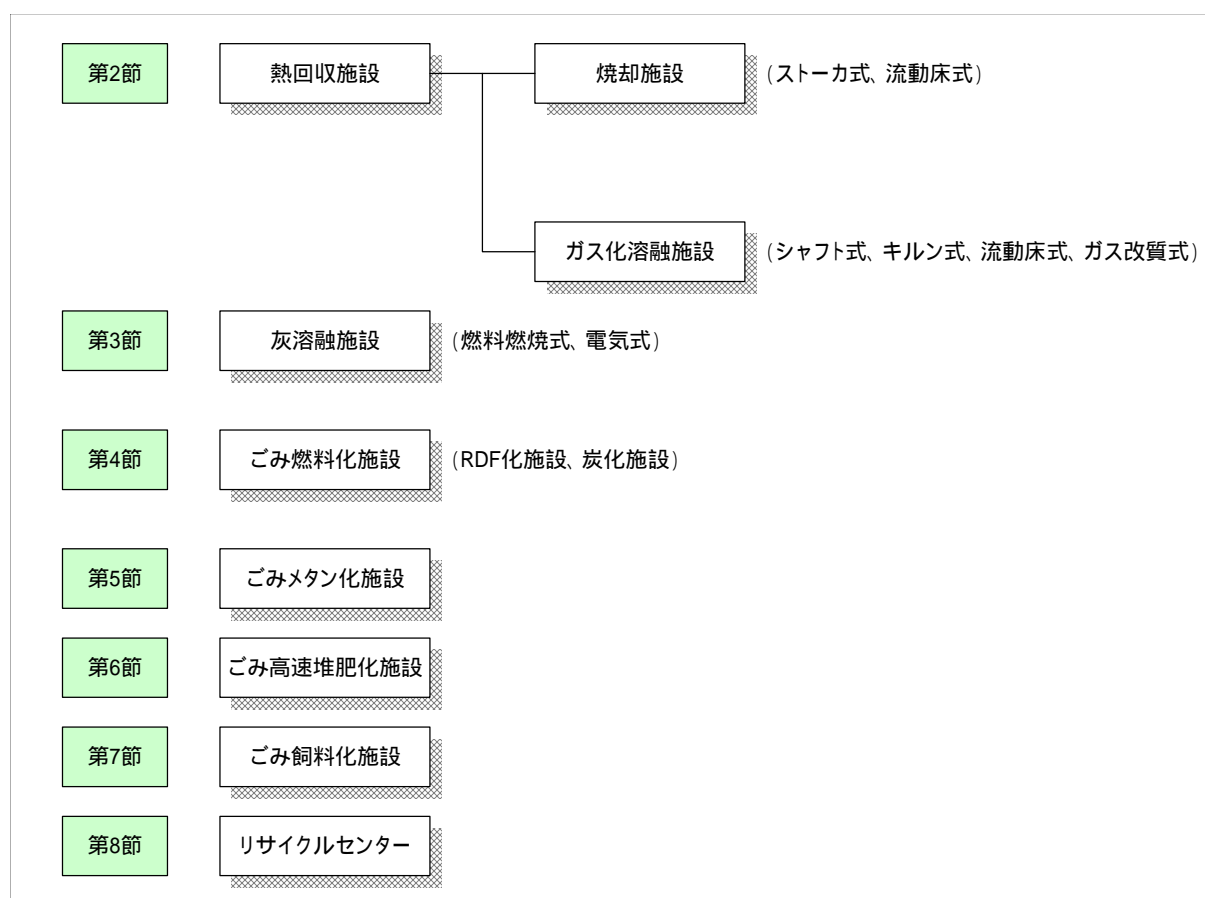 第2節 熱回収施設 焼却施設 (ストーカ式、流動床式)
ガス化溶融施設 (シャフト式、キルン式、流動床式、ガス改質式)
第3節 灰溶融施設 (燃料燃焼式、電気式)
第4節 ごみ燃料化施設 (RDF化施設、炭化施設)
第5節 ごみメタン化施設
第6節 ごみ高速堆肥化施設
第7節 ごみ飼料化施設
第8節 リサイクルセンター